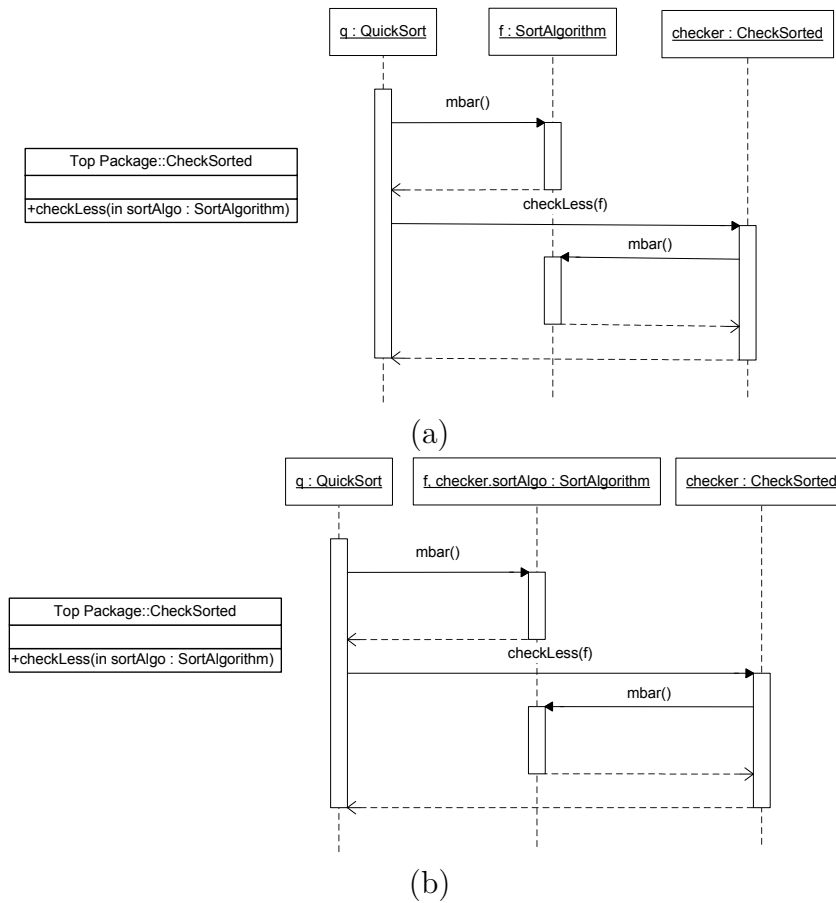 q : QuickSort
f : SortAlgorithm
checker : CheckSorted
mbar()
Top Package::CheckSorted
+checkLess(in sortAlgo : SortAlgorithm)
checkLess(f)
mbar()
(a)
q : QuickSort
f, checker.sortAlgo : SortAlgorithm
checker : CheckSorted
mbar()
Top Package::CheckSorted
+checkLess(in sortAlgo : SortAlgorithm)
checkLess(f)
mbar()
(b)